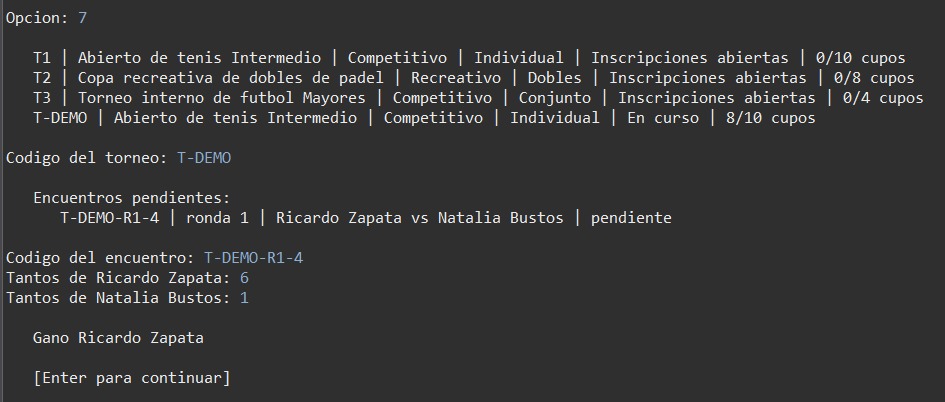 Opcion: 7
T1 | Abierto de tenis Intermedio | Competitivo | Individual | Inscripciones abiertas | 0/10 cupos
T2 | Copa recreativa de dobles de padel | Recreativo | Dobles | Inscripciones abiertas | 0/8 cupos
T3 | Torneo interno de futbol Mayores | Competitivo | Conjunto | Inscripciones abiertas | 0/4 cupos
T-DEMO | Abierto de tenis Intermedio | Competitivo | Individual | En curso | 8/10 cupos
Codigo del torneo: T-DEMO
Encuentros pendientes:
T-DEMO-R1-4 | ronda 1 | Ricardo Zapata vs Natalia Bustos | pendiente
Codigo del encuentro: T-DEMO-R1-4
Tantos de Ricardo Zapata: 6
Tantos de Natalia Bustos: 1
Gano Ricardo Zapata
[Enter para continuar]